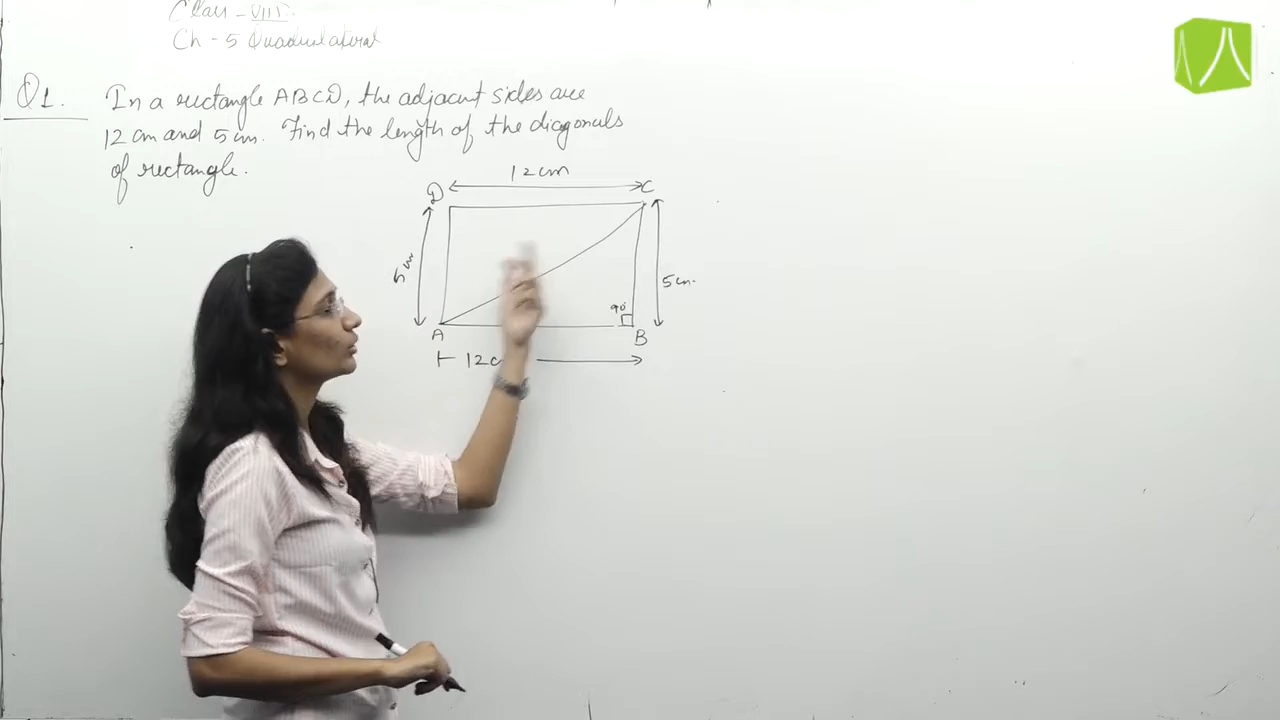 Class - VIII
Ch - 5 Quadrilateral
Q1. In a rectangle ABCD, the adjacent sides are
12 cm and 5 cm. Find the length of the diagonals
of rectangle.
12 cm
D C
5 cm
5 cm
90°
A B
12 c